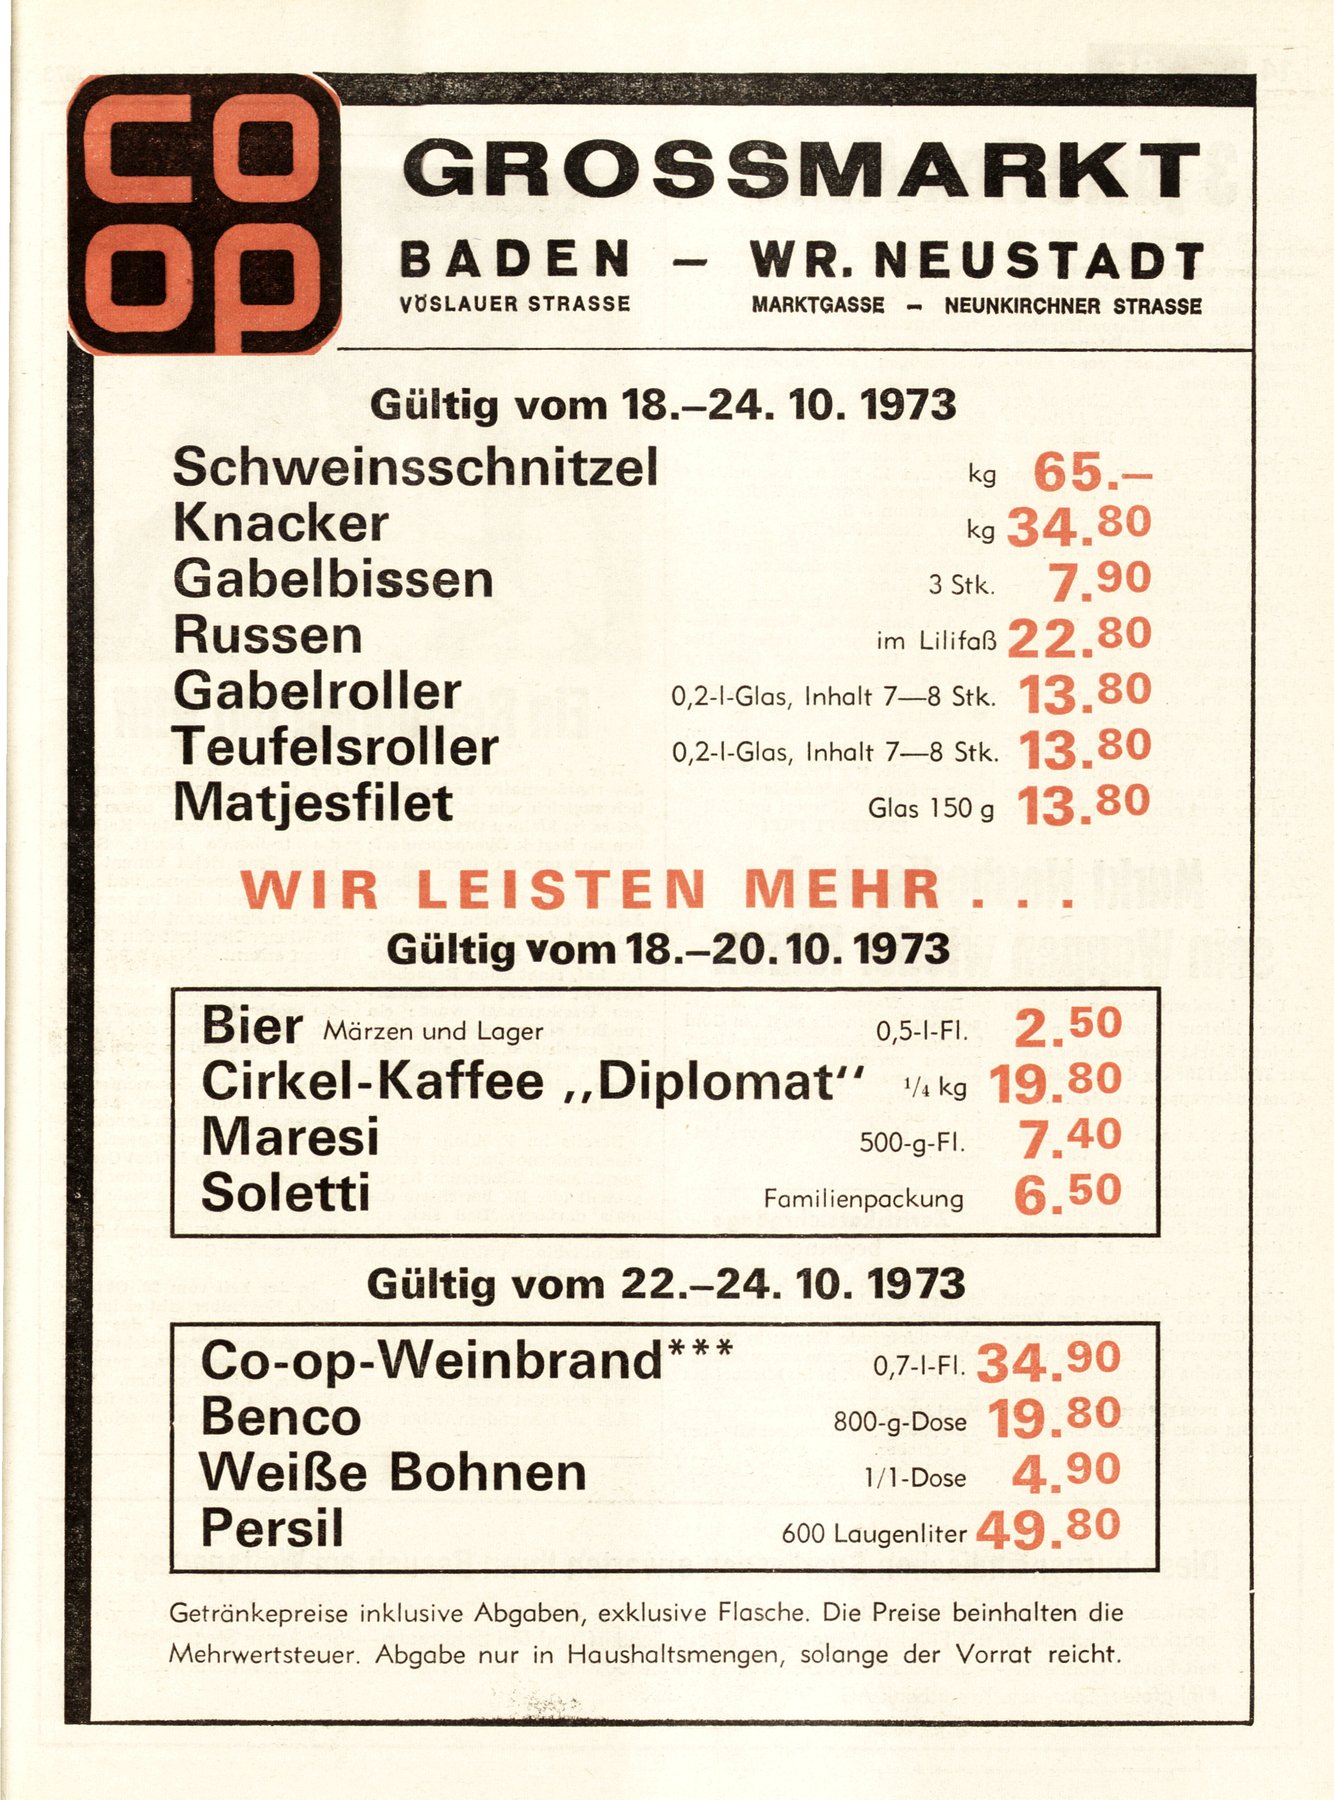 CO
OP
GROSSMARKT
BADEN – WR. NEUSTADT
VÖSLAUER STRASSE MARKTGASSE – NEUNKIRCHNER STRASSE
Gültig vom 18.–24. 10. 1973
Schweinsschnitzel kg 65.–
Knacker kg 34.80
Gabelbissen 3 Stk. 7.90
Russen im Lilifaß 22.80
Gabelroller 0,2-l-Glas, Inhalt 7—8 Stk. 13.80
Teufelsroller 0,2-l-Glas, Inhalt 7—8 Stk. 13.80
Matjesfilet Glas 150 g 13.80
WIR LEISTEN MEHR . . .
Gültig vom 18.–20. 10. 1973
Bier Märzen und Lager 0,5-l-Fl. 2.50
Cirkel-Kaffee ,,Diplomat“ 1/4 kg 19.80
Maresi 500-g-Fl. 7.40
Soletti Familienpackung 6.50
Gültig vom 22.–24. 10. 1973
Co-op-Weinbrand*** 0,7-l-Fl. 34.90
Benco 800-g-Dose 19.80
Weiße Bohnen 1/1-Dose 4.90
Persil 600 Laugenliter 49.80
Getränkepreise inklusive Abgaben, exklusive Flasche. Die Preise beinhalten die
Mehrwertsteuer. Abgabe nur in Haushaltsmengen, solange der Vorrat reicht.